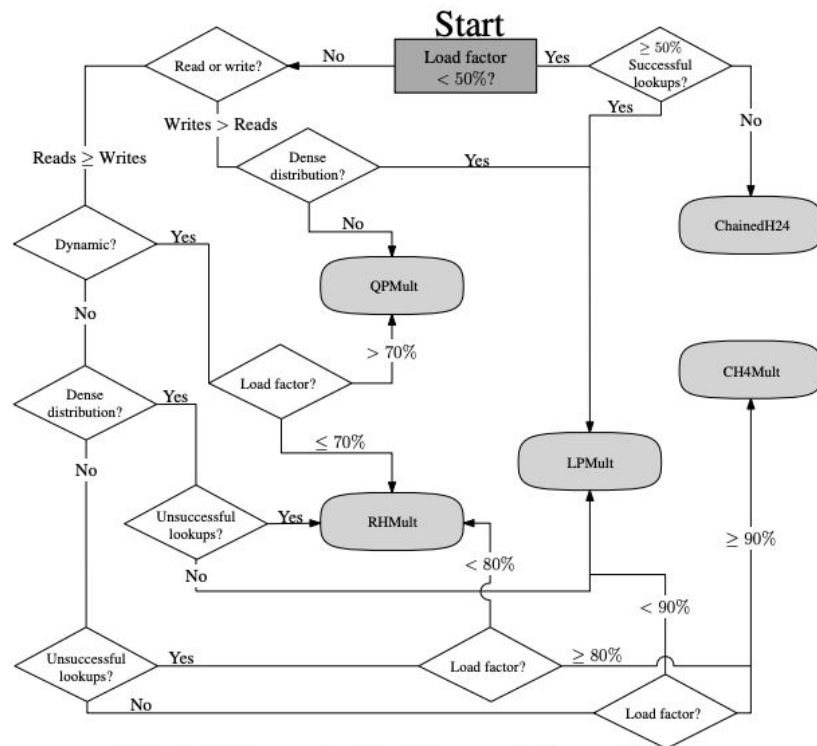 Start
Load factor
< 50%?
No
Yes
Read or write?
≥ 50%
Successful
lookups?
Yes
No
Writes > Reads
Reads ≥ Writes
Dense
distribution?
Yes
No
ChainedH24
Dynamic?
Yes
No
QPMult
> 70%
Load factor?
≤ 70%
CH4Mult
Dense
distribution?
Yes
No
LPMult
Unsuccessful
lookups?
Yes
No
RHMult
< 80%
≥ 90%
< 90%
Unsuccessful
lookups?
Yes
No
Load factor?
≥ 80%
Load factor?